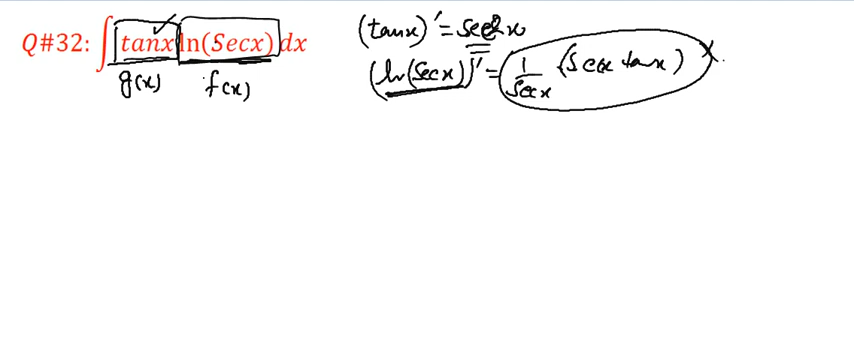 Q#32: ∫ tanx ln(Secx) dx
g(x) f(x)
(tanx)' = sec²x
(ln(Secx))' = 1/Secx (Secx tanx)